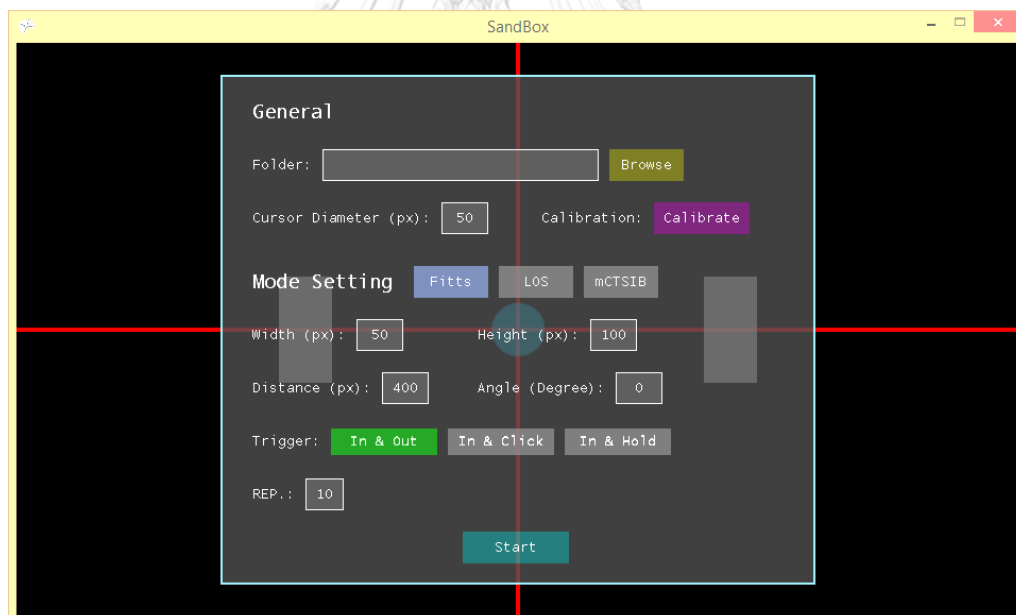 SandBox
General
Folder: Browse
Cursor Diameter (px): 50 Calibration: Calibrate
Mode Setting Fitts LOS mCTSIB
Width (px): 50 Height (px): 100
Distance (px): 400 Angle (Degree): 0
Trigger: In & Out In & Click In & Hold
REP.: 10
Start